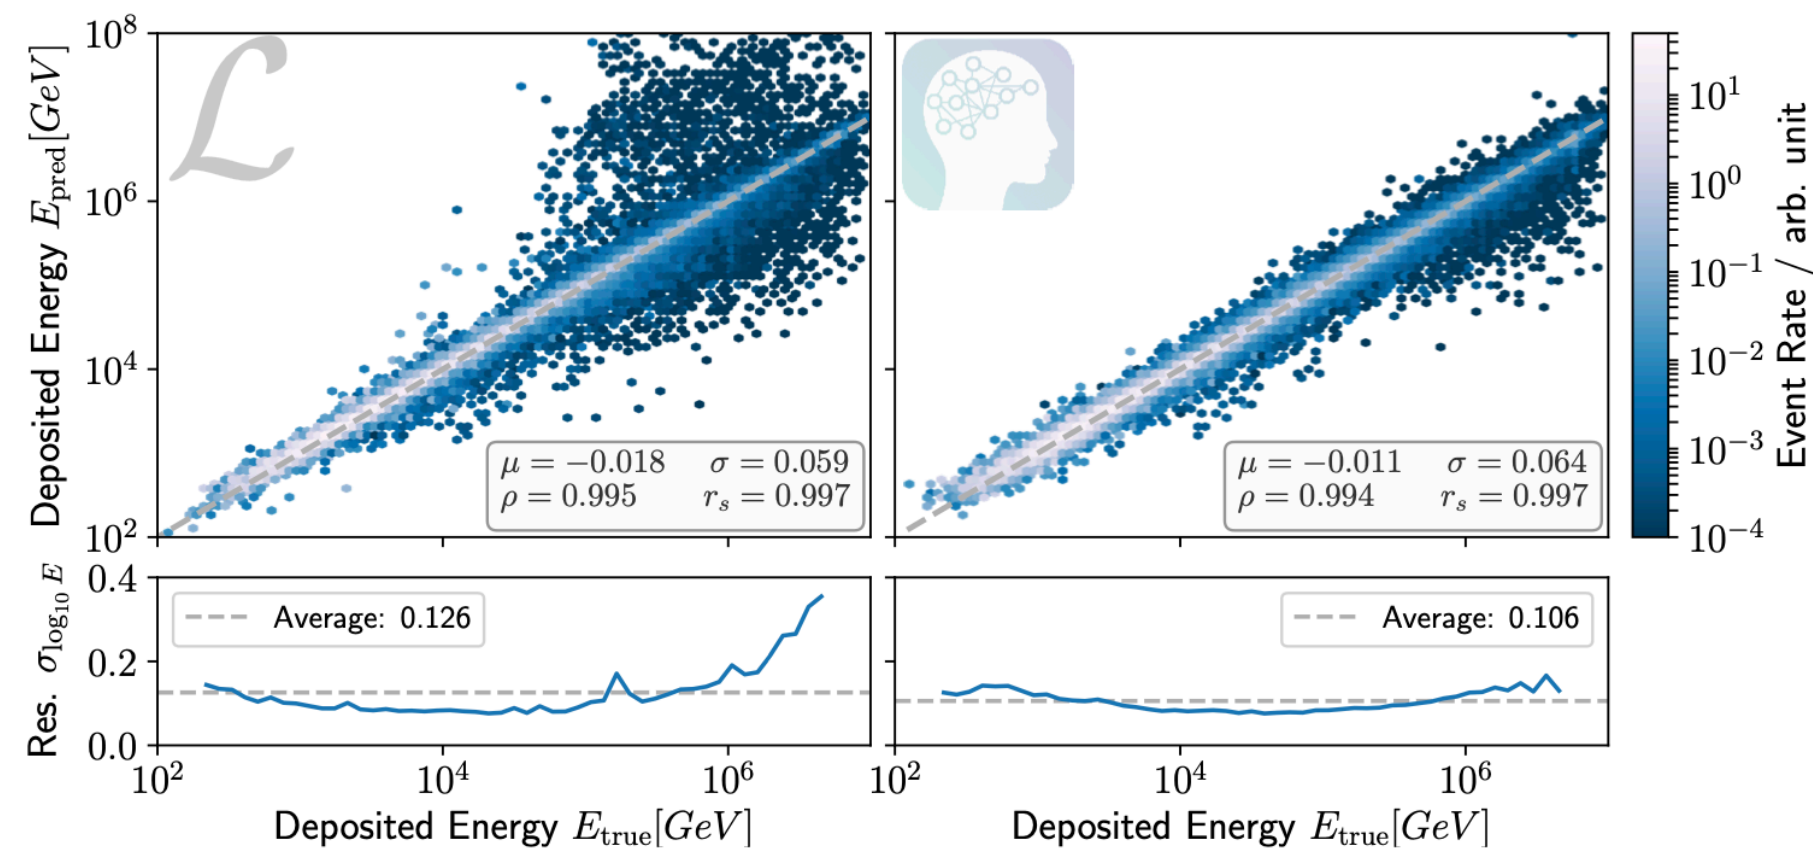 Deposited Energy E_pred[GeV]
10^8
10^6
10^4
10^2
ℒ
μ = −0.018 σ = 0.059
ρ = 0.995 r_s = 0.997
μ = −0.011 σ = 0.064
ρ = 0.994 r_s = 0.997
10^1
10^0
10^−1
10^−2
10^−3
10^−4
Event Rate / arb. unit
Res. σ_log_10 E
0.4
0.2
0.0
Average: 0.126
Average: 0.106
10^2 10^4 10^6
10^2 10^4 10^6
Deposited Energy E_true[GeV]
Deposited Energy E_true[GeV]